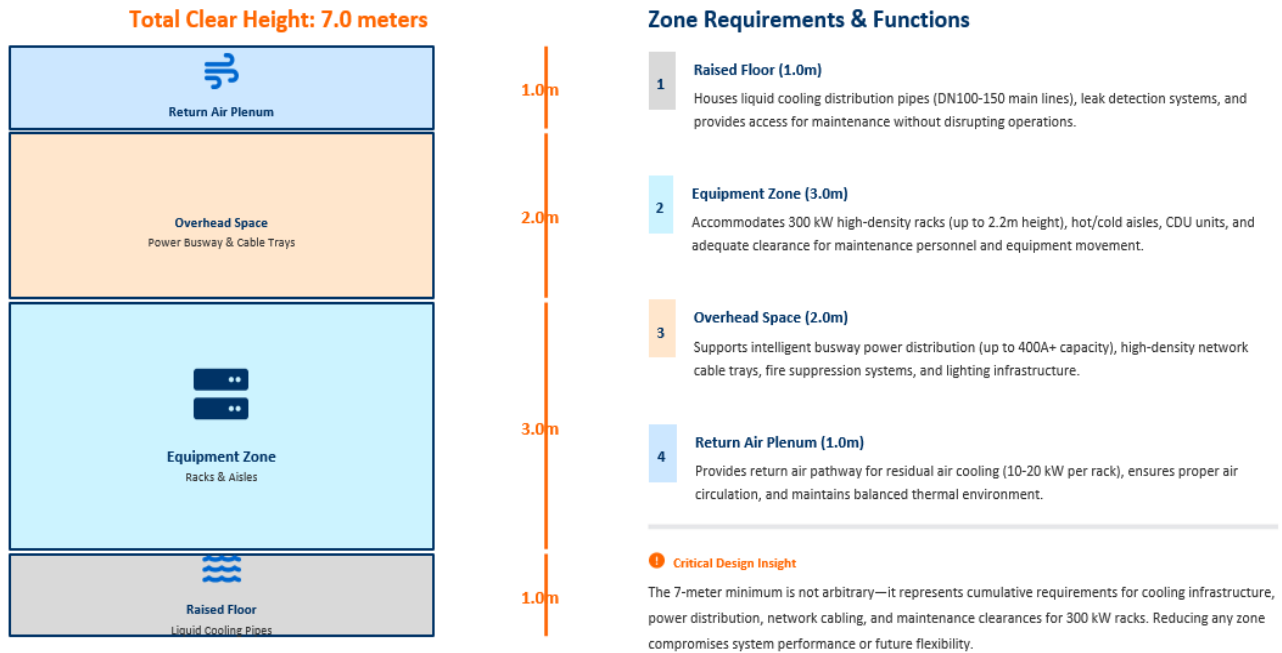 Total Clear Height: 7.0 meters
Return Air Plenum
1.0m
Overhead Space
Power Busway & Cable Trays
2.0m
Equipment Zone
Racks & Aisles
3.0m
Raised Floor
Liquid Cooling Pipes
1.0m
Zone Requirements & Functions
1
Raised Floor (1.0m)
Houses liquid cooling distribution pipes (DN100-150 main lines), leak detection systems, and
provides access for maintenance without disrupting operations.
2
Equipment Zone (3.0m)
Accommodates 300 kW high-density racks (up to 2.2m height), hot/cold aisles, CDU units, and
adequate clearance for maintenance personnel and equipment movement.
3
Overhead Space (2.0m)
Supports intelligent busway power distribution (up to 400A+ capacity), high-density network
cable trays, fire suppression systems, and lighting infrastructure.
4
Return Air Plenum (1.0m)
Provides return air pathway for residual air cooling (10-20 kW per rack), ensures proper air
circulation, and maintains balanced thermal environment.
Critical Design Insight
The 7-meter minimum is not arbitrary—it represents cumulative requirements for cooling infrastructure,
power distribution, network cabling, and maintenance clearances for 300 kW racks. Reducing any zone
compromises system performance or future flexibility.